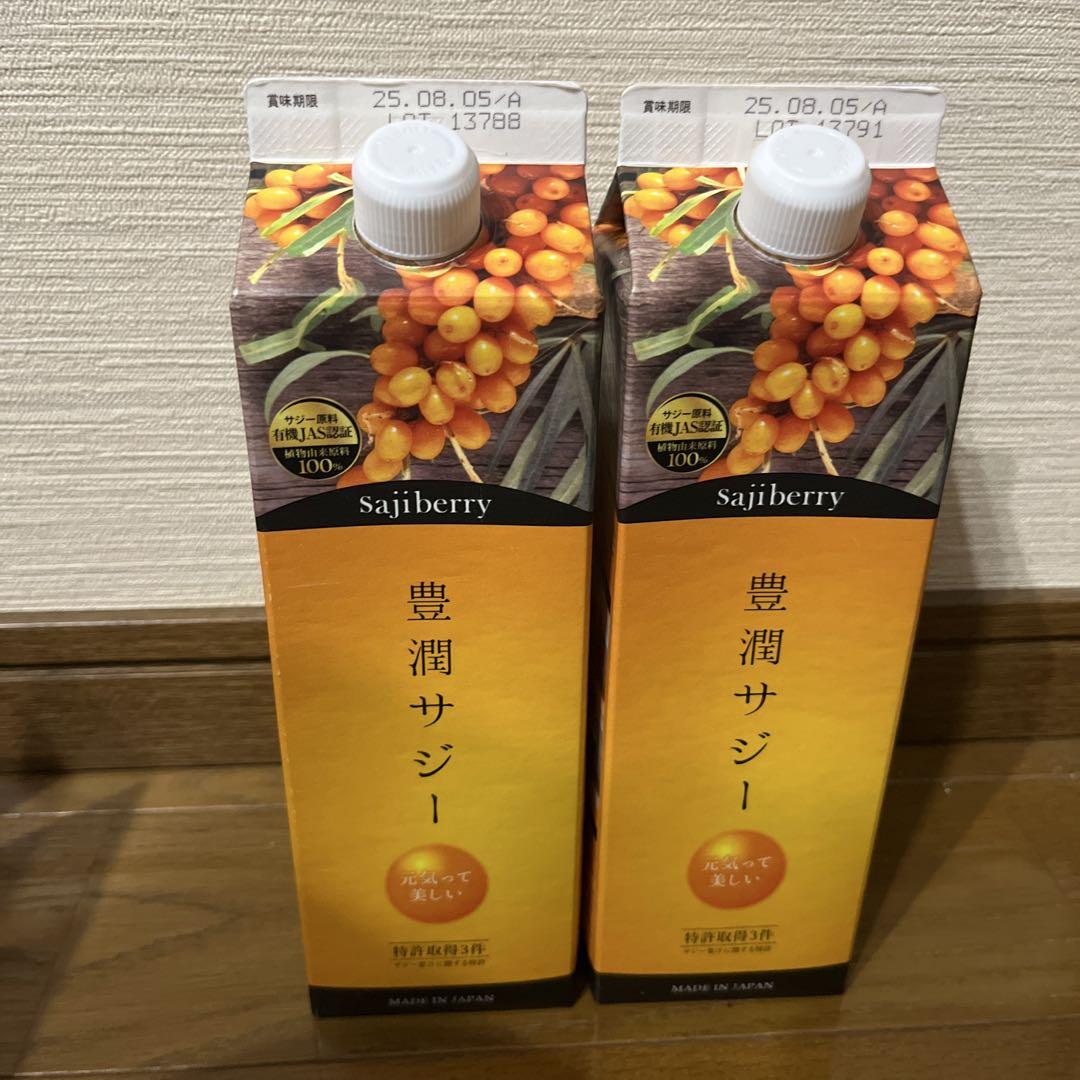 賞味期限
25.08.05/A
LOT 13788
サジー原料
有機JAS認証
植物由来原料
100%
sajiberry
豊潤サジー
元気って
美しい
特許取得3件
MADE IN JAPAN
賞味期限
25.08.05/A
LOT 13791
サジー原料
有機JAS認証
植物由来原料
100%
sajiberry
豊潤サジー
元気って
美しい
特許取得3件
MADE IN JAPAN